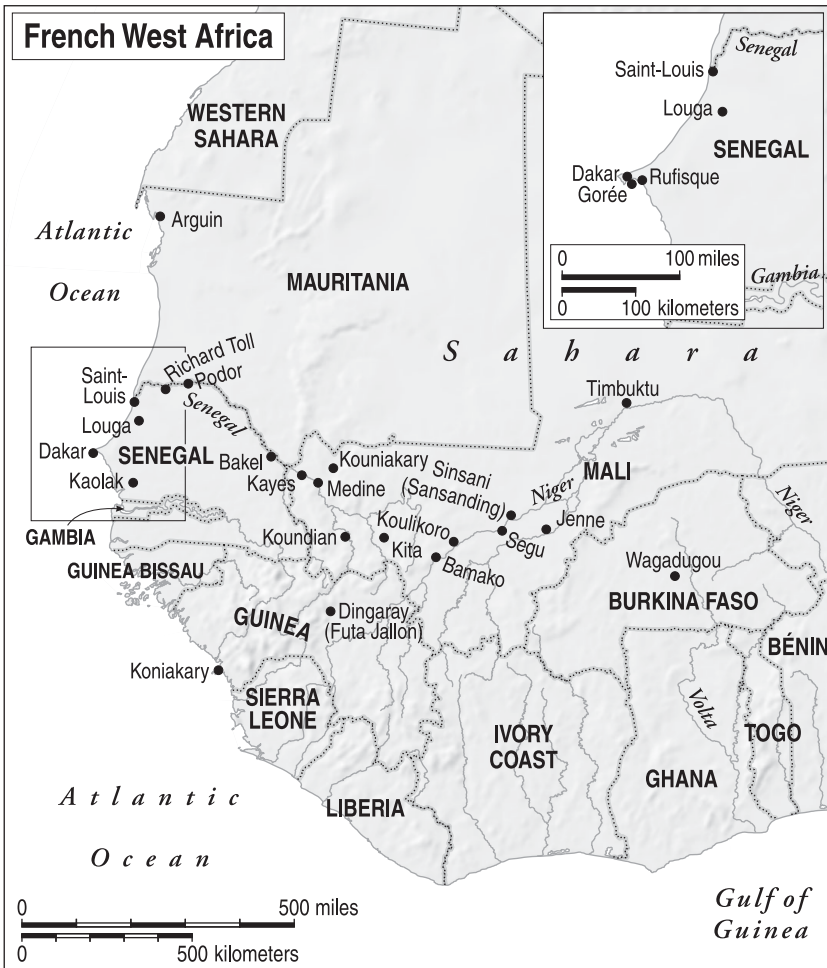 French West Africa
WESTERN
SAHARA
Atlantic
Ocean
Arguin
MAURITANIA
Sahara
Richard Toll
Podor
Saint-
Louis
Louga
Senegal
Dakar
SENEGAL
Kaolak
Bakel
Kayes
Kouniakary
Medine
Sinsani
(Sansanding)
Timbuktu
MALI
Niger
Niger
Jenne
Segu
Koulikoro
Kita
Bamako
Koundian
GAMBIA
GUINEA BISSAU
GUINEA
Dingaray
(Futa Jallon)
Wagadugou
BURKINA FASO
BÉNIN
Koniakary
SIERRA
LEONE
IVORY
COAST
Volta
TOGO
GHANA
LIBERIA
Atlantic
Ocean
Gulf of
Guinea
0 500 miles
0 500 kilometers
Senegal
Saint-Louis
Louga
SENEGAL
Dakar
Rufisque
Gorée
0 100 miles
0 100 kilometers
Gambia